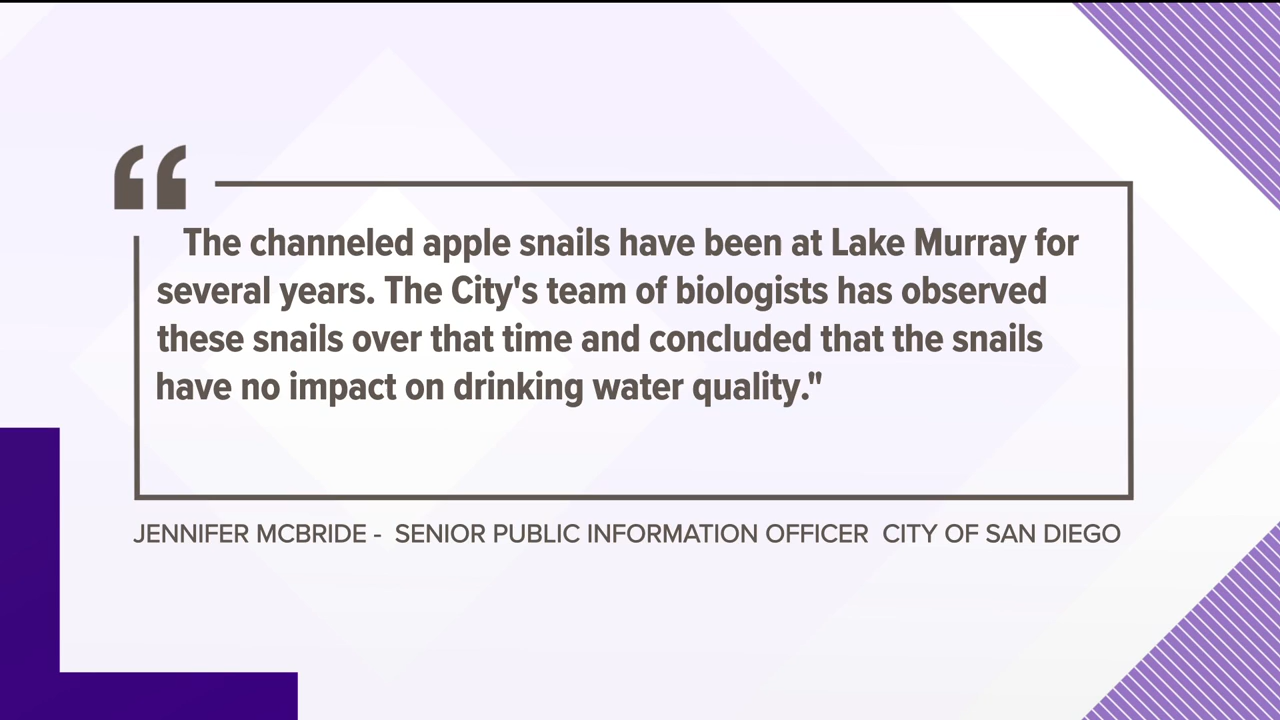 “
The channeled apple snails have been at Lake Murray for
several years. The City's team of biologists has observed
these snails over that time and concluded that the snails
have no impact on drinking water quality."
JENNIFER MCBRIDE - SENIOR PUBLIC INFORMATION OFFICER CITY OF SAN DIEGO